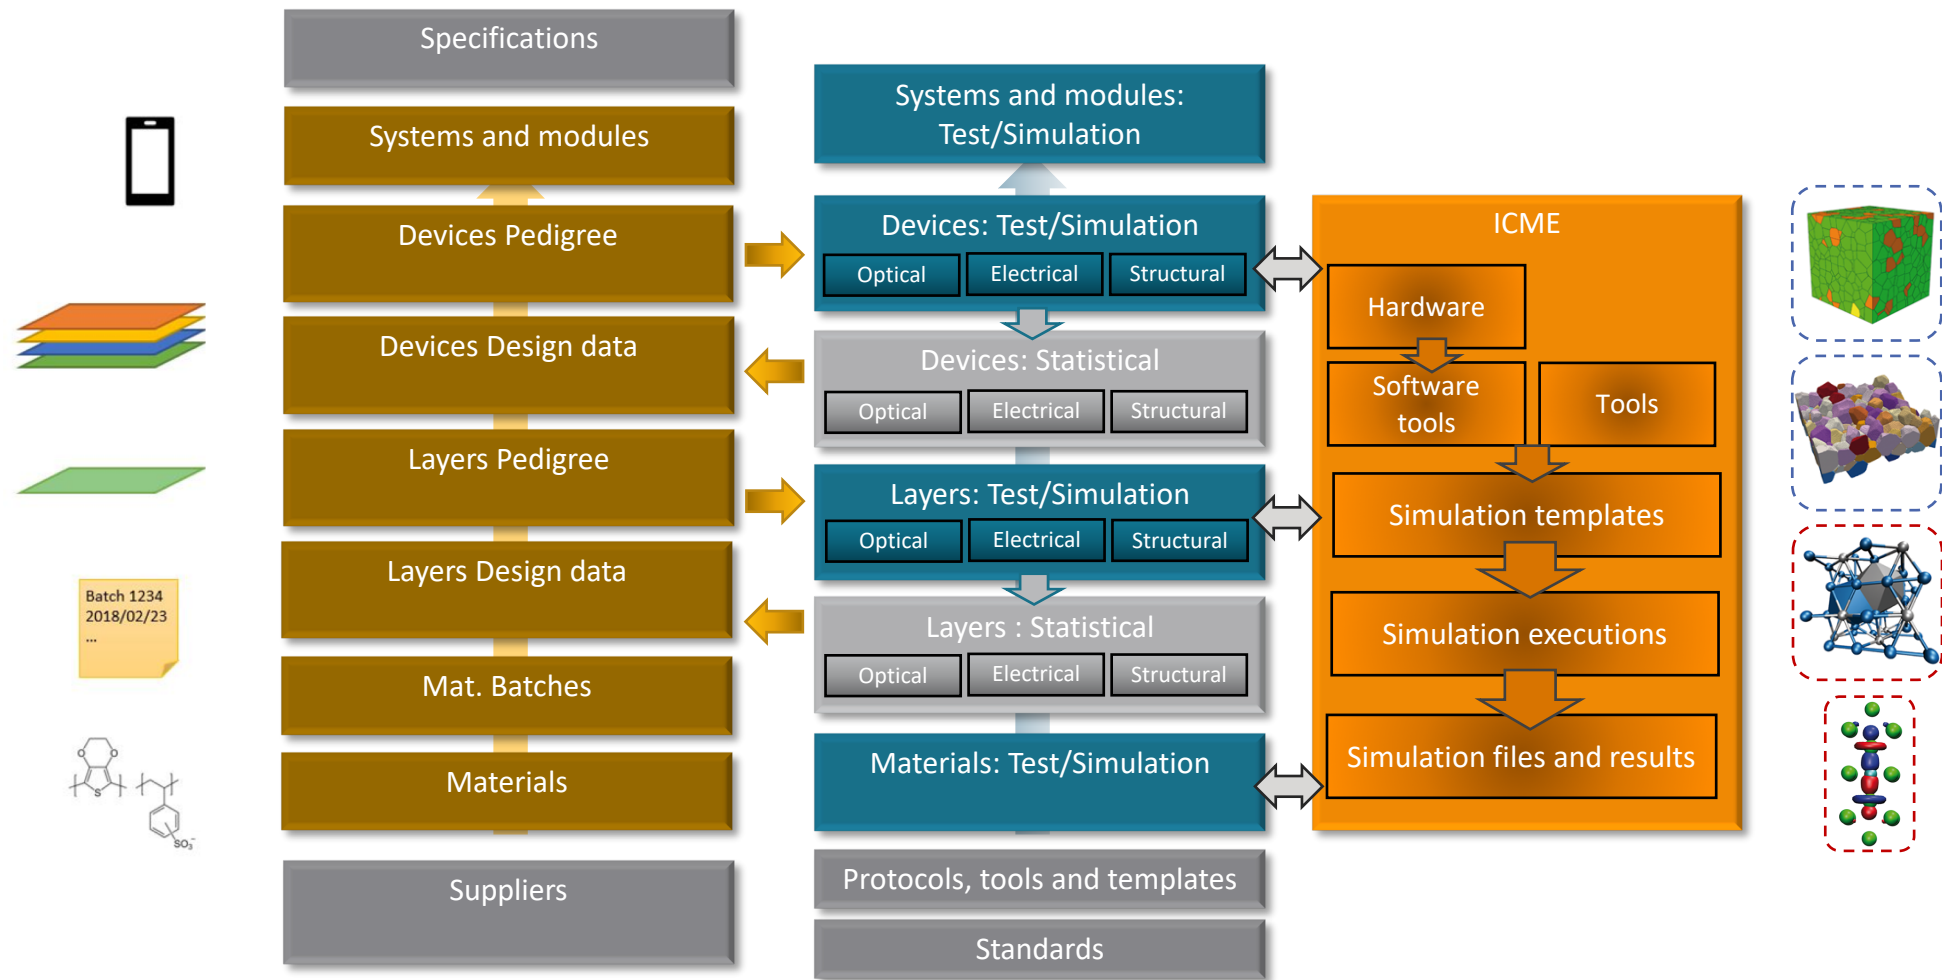 Specifications
Systems and modules
Devices Pedigree
Devices Design data
Layers Pedigree
Layers Design data
Mat. Batches
Materials
Suppliers
Batch 1234
2018/02/23
...
O
O
S
SO3-
Systems and modules:
Test/Simulation
Devices: Test/Simulation
Optical
Electrical
Structural
Devices: Statistical
Optical
Electrical
Structural
Layers: Test/Simulation
Optical
Electrical
Structural
Layers : Statistical
Optical
Electrical
Structural
Materials: Test/Simulation
Protocols, tools and templates
Standards
ICME
Hardware
Software
tools
Tools
Simulation templates
Simulation executions
Simulation files and results